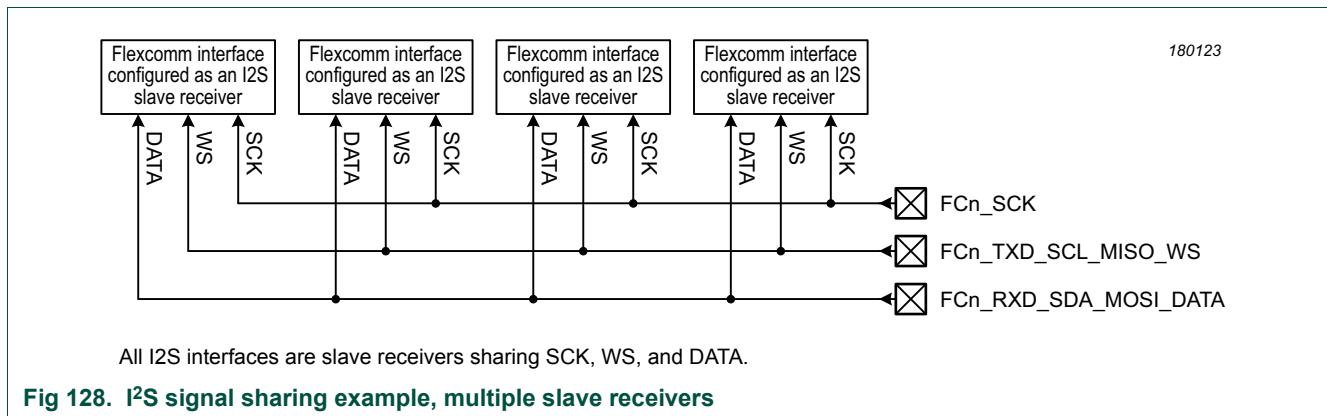 Flexcomm interface
configured as an I2S
slave receiver
Flexcomm interface
configured as an I2S
slave receiver
Flexcomm interface
configured as an I2S
slave receiver
Flexcomm interface
configured as an I2S
slave receiver
180123
DATA
WS
SCK
DATA
WS
SCK
DATA
WS
SCK
DATA
WS
SCK
FCn_SCK
FCn_TXD_SCL_MISO_WS
FCn_RXD_SDA_MOSI_DATA
All I2S interfaces are slave receivers sharing SCK, WS, and DATA.
Fig 128. I²S signal sharing example, multiple slave receivers